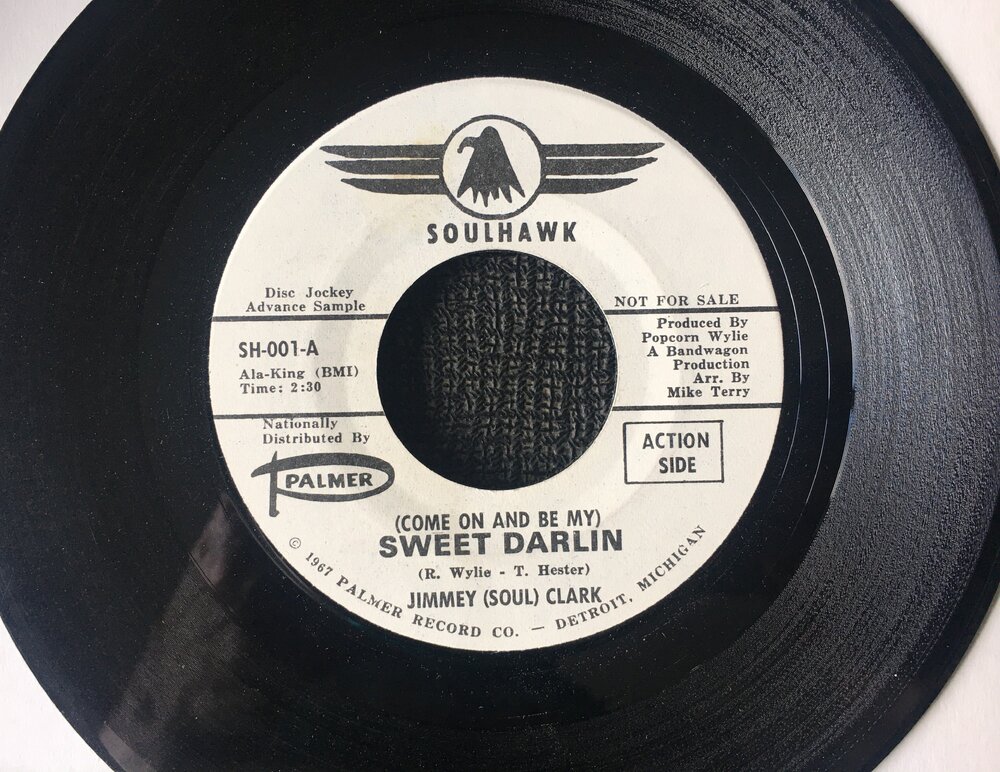 SOULHAWK
Disc Jockey
Advance Sample
NOT FOR SALE
SH-001-A
Ala-King (BMI)
Time: 2:30
Produced By
Popcorn Wylie
A Bandwagon
Production
Arr. By
Mike Terry
Nationally
Distributed By
PALMER
ACTION
SIDE
(COME ON AND BE MY)
SWEET DARLIN
(R. Wylie - T. Hester)
JIMMEY (SOUL) CLARK
© 1967 PALMER RECORD CO. — DETROIT, MICHIGAN